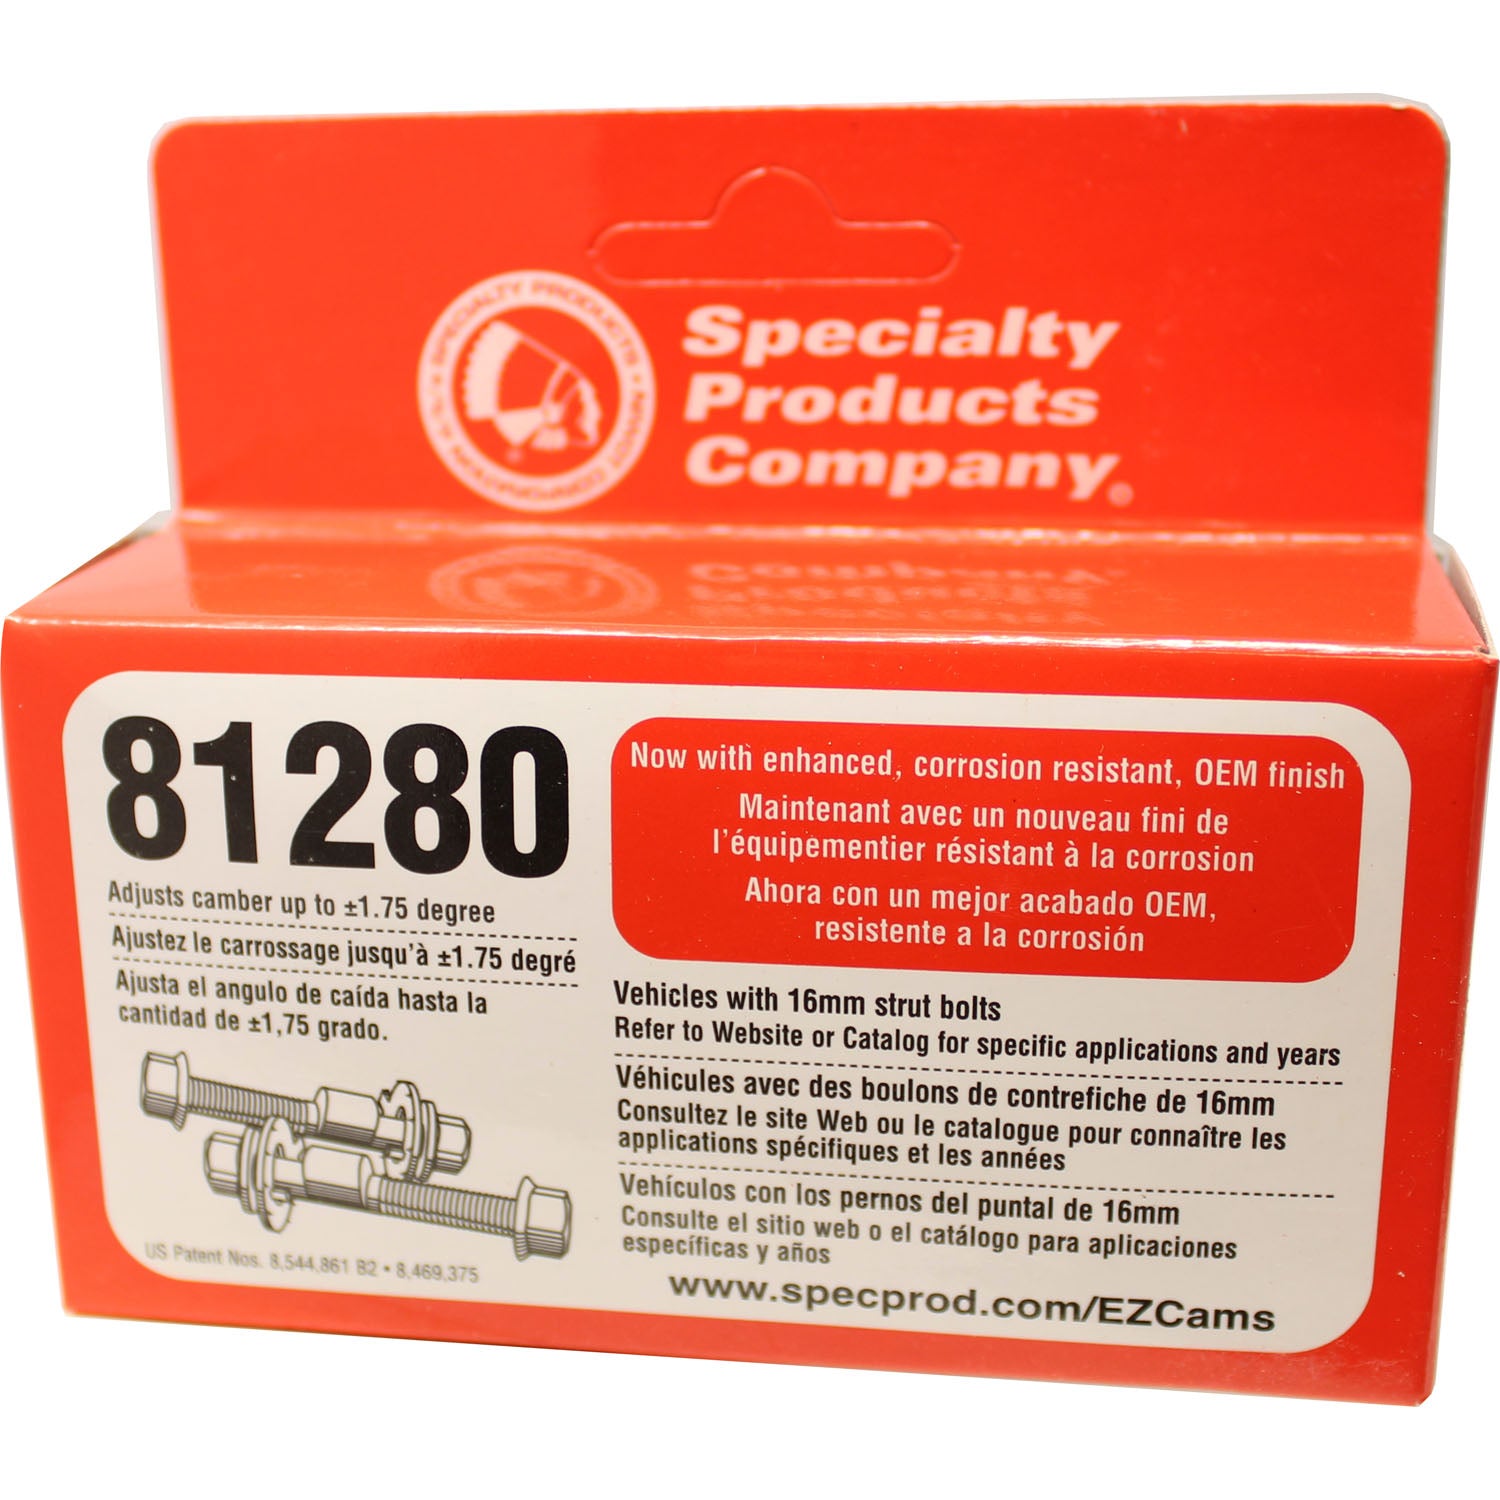 SPECIALTY PRODUCTS
Specialty
Products
Company®
81280
Adjusts camber up to ±1.75 degree
Ajustez le carrossage jusqu'à ±1.75 degré
Ajusta el angulo de caída hasta la
cantidad de ±1,75 grado.
US Patent Nos. 8,544,861 B2 • 8,469,375
Now with enhanced, corrosion resistant, OEM finish
Maintenant avec un nouveau fini de
l'équipementier résistant à la corrosion
Ahora con un mejor acabado OEM,
resistente a la corrosión
Vehicles with 16mm strut bolts
Refer to Website or Catalog for specific applications and years
Véhicules avec des boulons de contrefiche de 16mm
Consultez le site Web ou le catalogue pour connaître les
applications spécifiques et les années
Vehículos con los pernos del puntal de 16mm
Consulte el sitio web o el catálogo para aplicaciones
específicas y años
www.specprod.com/EZCams